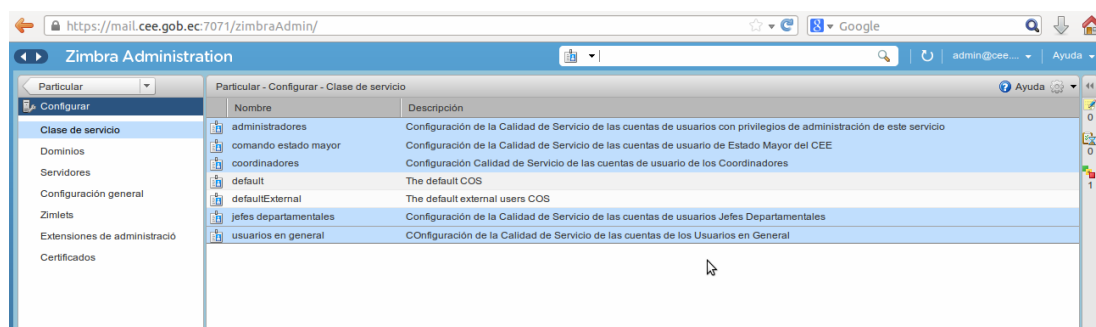 https://mail.cee.gob.ec:7071/zimbraAdmin/
Google
Zimbra Administration
admin@cee....
Ayuda
Particular
Particular - Configurar - Clase de servicio
Ayuda
Configurar
Nombre
Descripción
Clase de servicio
Dominios
Servidores
Configuración general
Zimlets
Extensiones de administració
Certificados
administradores
Configuración de la Calidad de Servicio de las cuentas de usuarios con privilegios de administración de este servicio
comando estado mayor
Configuración de la Calidad de Servicio de las cuentas de usuario de Estado Mayor del CEE
coordinadores
Configuración Calidad de Servicio de las cuentas de usuario de los Coordinadores
default
The default COS
defaultExternal
The default external users COS
jefes departamentales
Configuración de la Calidad de Servicio de las cuentas de usuarios Jefes Departamentales
usuarios en general
COnfiguración de la Calidad de Servicio de las cuentas de los Usuarios en General
0
0
1